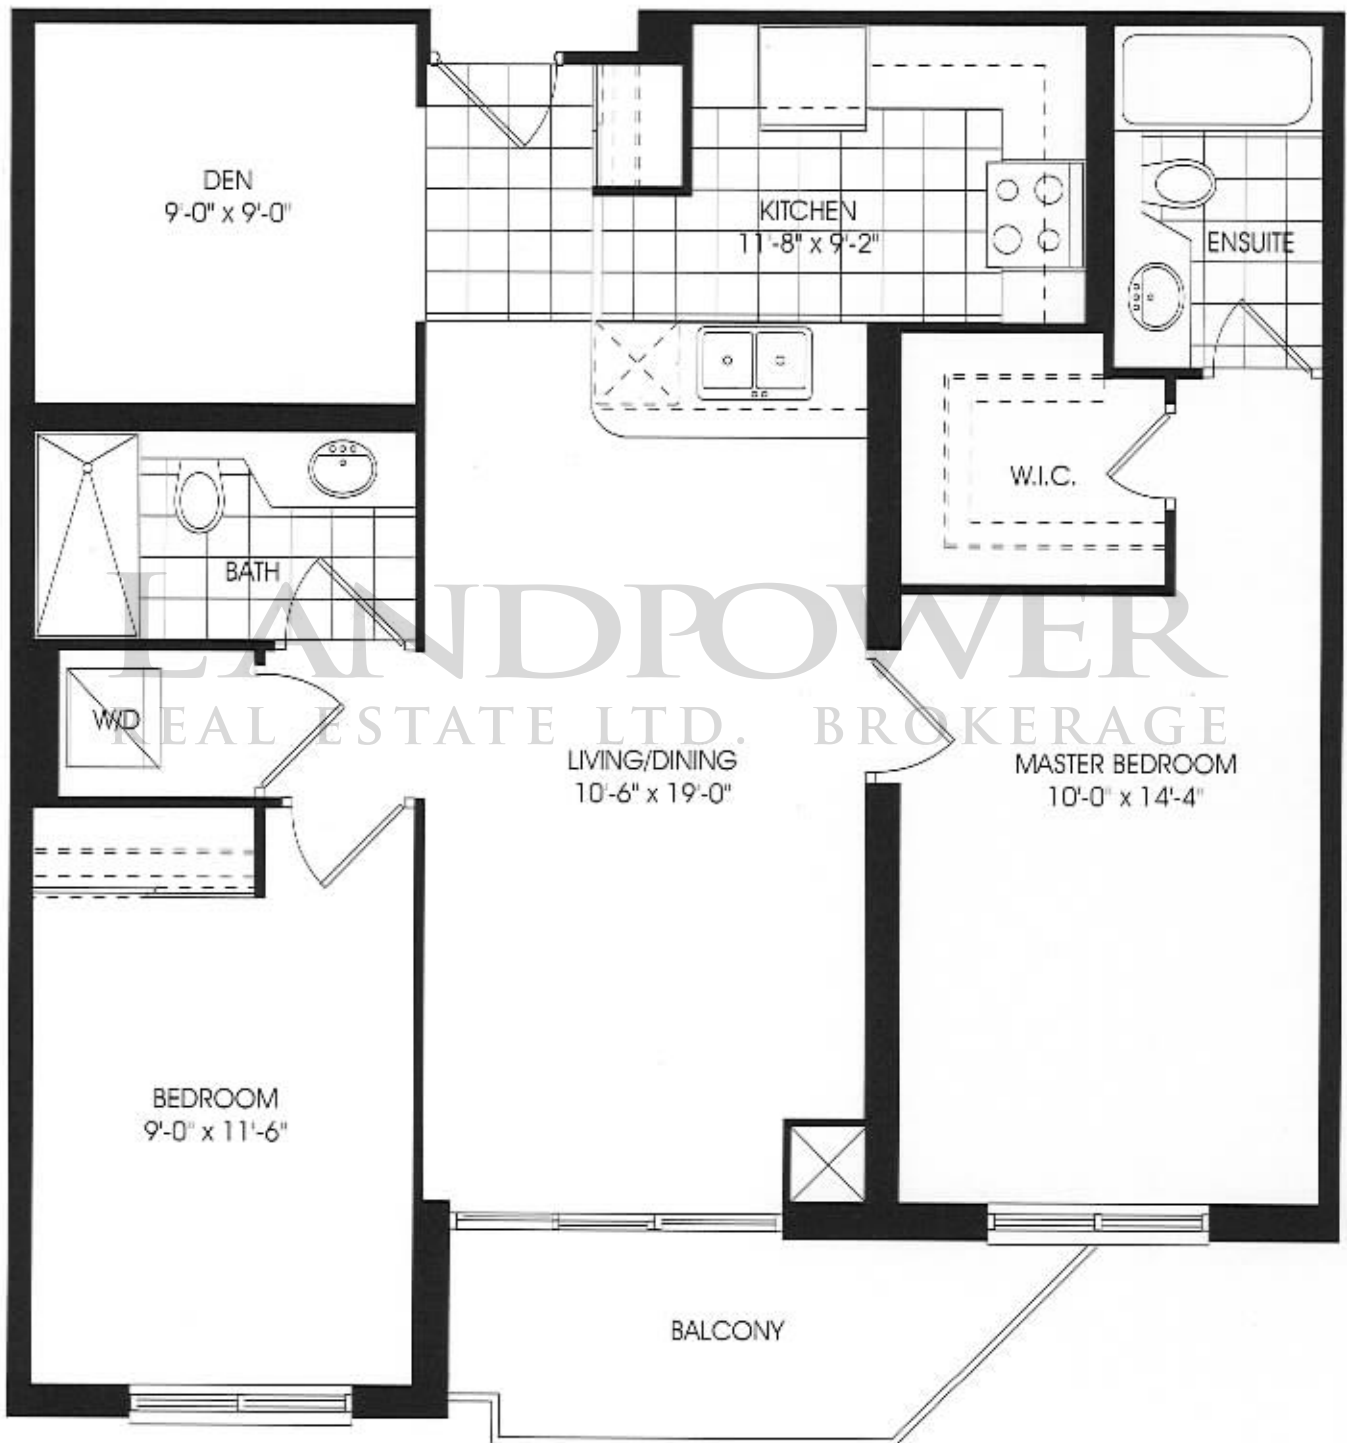 DEN
9'-0" x 9'-0"
KITCHEN
11'-8" x 9'-2"
ENSUITE
W.I.C.
BATH
LANDPOWER
REAL ESTATE LTD. BROKERAGE
W/D
LIVING/DINING
10'-6" x 19'-0"
MASTER BEDROOM
10'-0" x 14'-4"
BEDROOM
9'-0" x 11'-6"
BALCONY